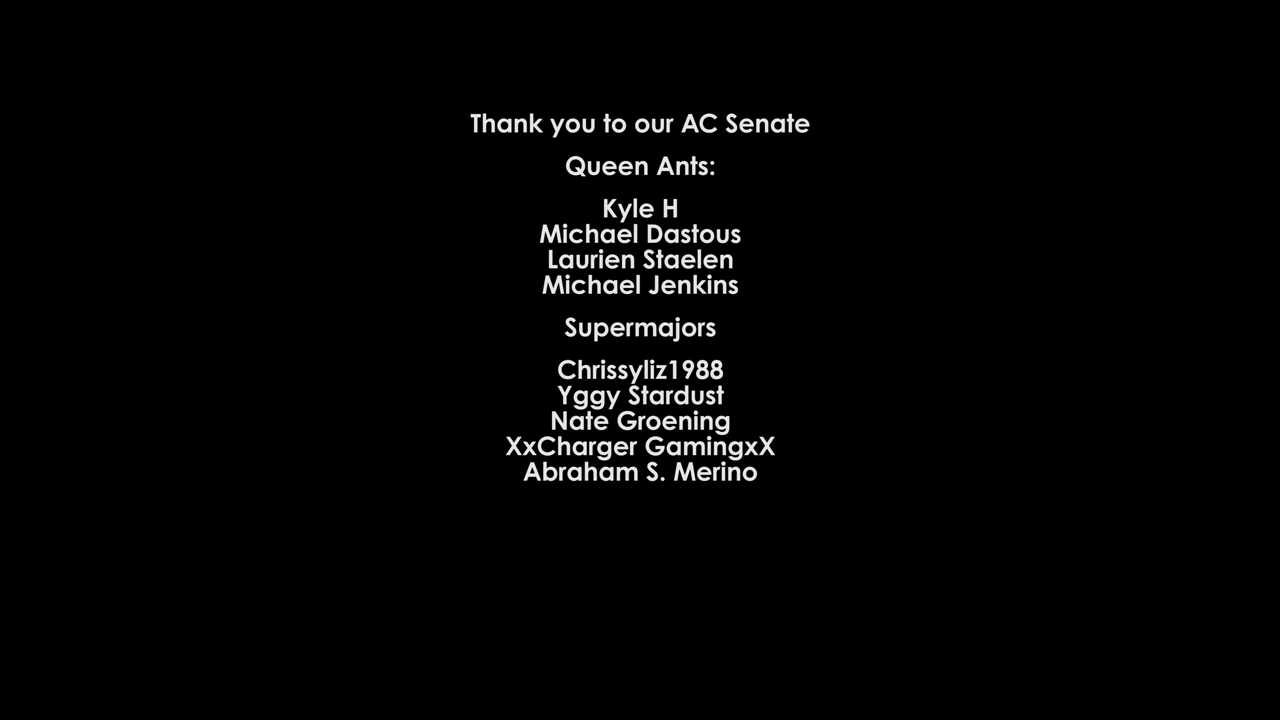 Thank you to our AC Senate
Queen Ants:
Kyle H
Michael Dastous
Laurien Staelen
Michael Jenkins
Supermajors
Chrissyliz1988
Yggy Stardust
Nate Groening
XxCharger GamingxX
Abraham S. Merino